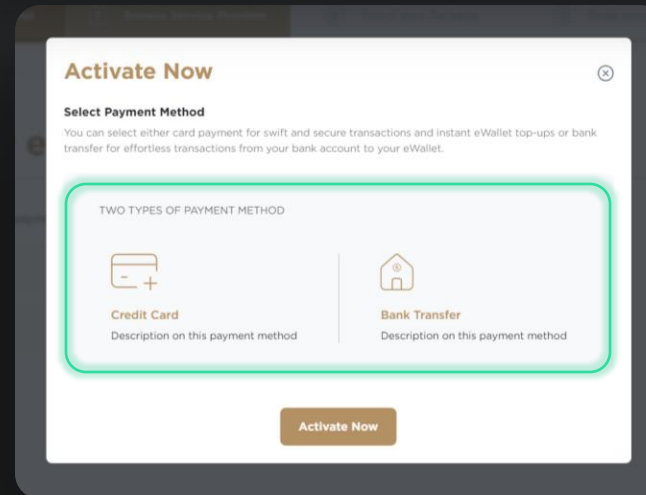 Activate Now
Select Payment Method
You can select either card payment for swift and secure transactions and instant eWallet top-ups or bank
transfer for effortless transactions from your bank account to your eWallet.
TWO TYPES OF PAYMENT METHOD
Credit Card
Description on this payment method
Bank Transfer
Description on this payment method
Activate Now